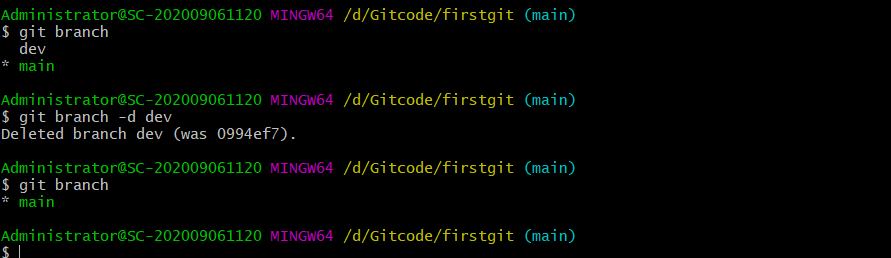 Administrator@SC-202009061120 MINGW64 /d/Gitcode/firstgit (main)
$ git branch
  dev
* main
Administrator@SC-202009061120 MINGW64 /d/Gitcode/firstgit (main)
$ git branch -d dev
Deleted branch dev (was 0994ef7).
Administrator@SC-202009061120 MINGW64 /d/Gitcode/firstgit (main)
$ git branch
* main
Administrator@SC-202009061120 MINGW64 /d/Gitcode/firstgit (main)
$